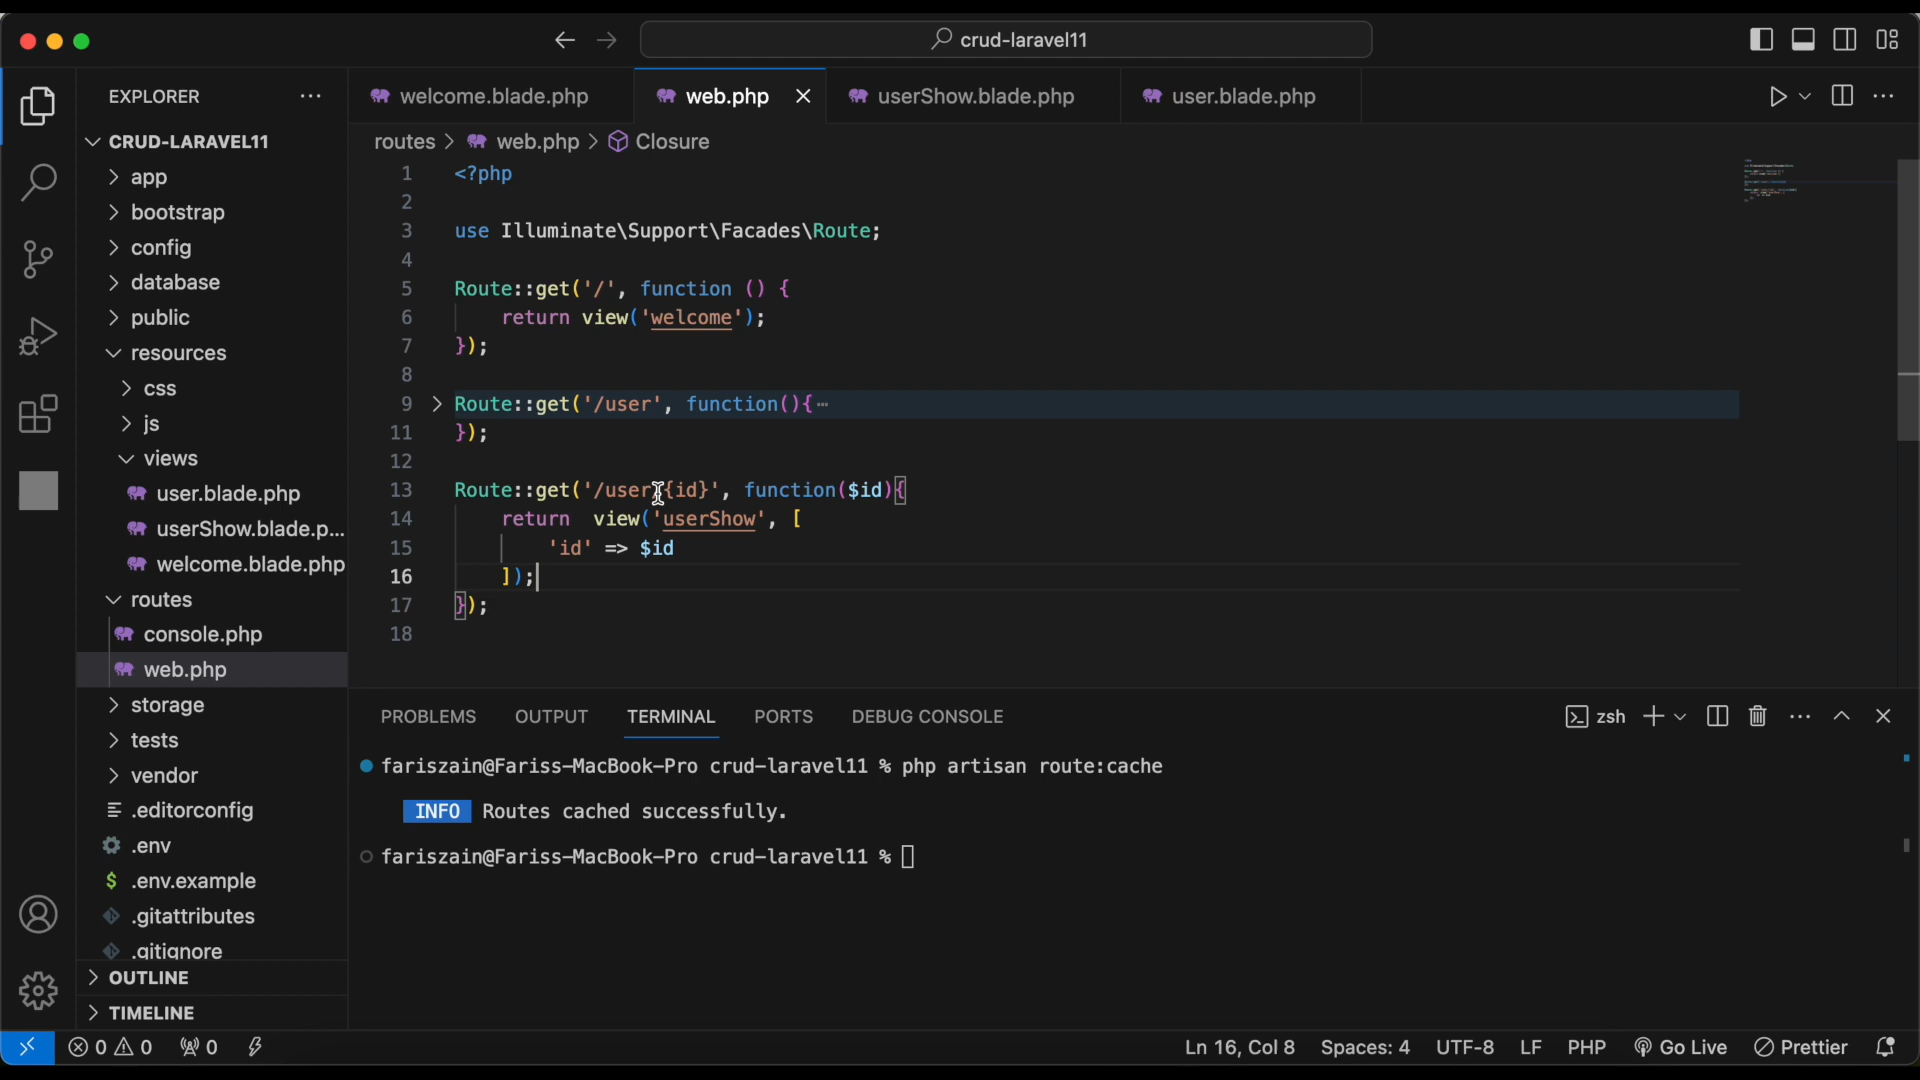 crud-laravel11
EXPLORER
welcome.blade.php
web.php
userShow.blade.php
user.blade.php
CRUD-LARAVEL11
app
bootstrap
config
database
public
resources
css
js
views
user.blade.php
userShow.blade.p...
welcome.blade.php
routes
console.php
web.php
storage
tests
vendor
.editorconfig
.env
$ .env.example
.gitattributes
.gitignore
OUTLINE
TIMELINE
routes > web.php > Closure
1 <?php
2
3 use Illuminate\Support\Facades\Route;
4
5 Route::get('/', function () {
6 return view('welcome');
7 });
8
9 Route::get('/user', function(){
11 });
12
13 Route::get('/user/{id}', function($id){
14 return  view('userShow', [
15 'id' => $id
16 ]);
17 });
18
PROBLEMS OUTPUT TERMINAL PORTS DEBUG CONSOLE
zsh
fariszain@Fariss-MacBook-Pro crud-laravel11 % php artisan route:cache
INFO Routes cached successfully.
fariszain@Fariss-MacBook-Pro crud-laravel11 %
0 0 0
Ln 16, Col 8 Spaces: 4 UTF-8 LF PHP Go Live Prettier